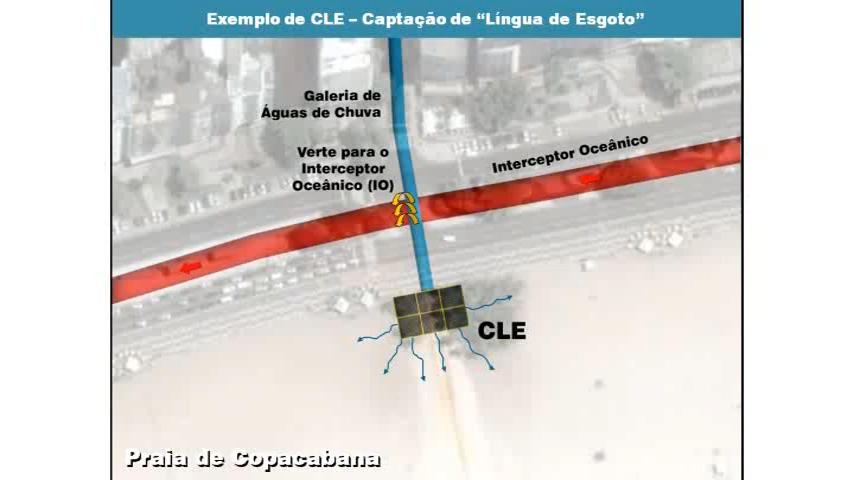 Exemplo de CLE – Captação de “Língua de Esgoto”
Galeria de
Águas de Chuva
Verte para o
Interceptor
Oceânico (IO)
Interceptor Oceânico
CLE
Praia de Copacabana